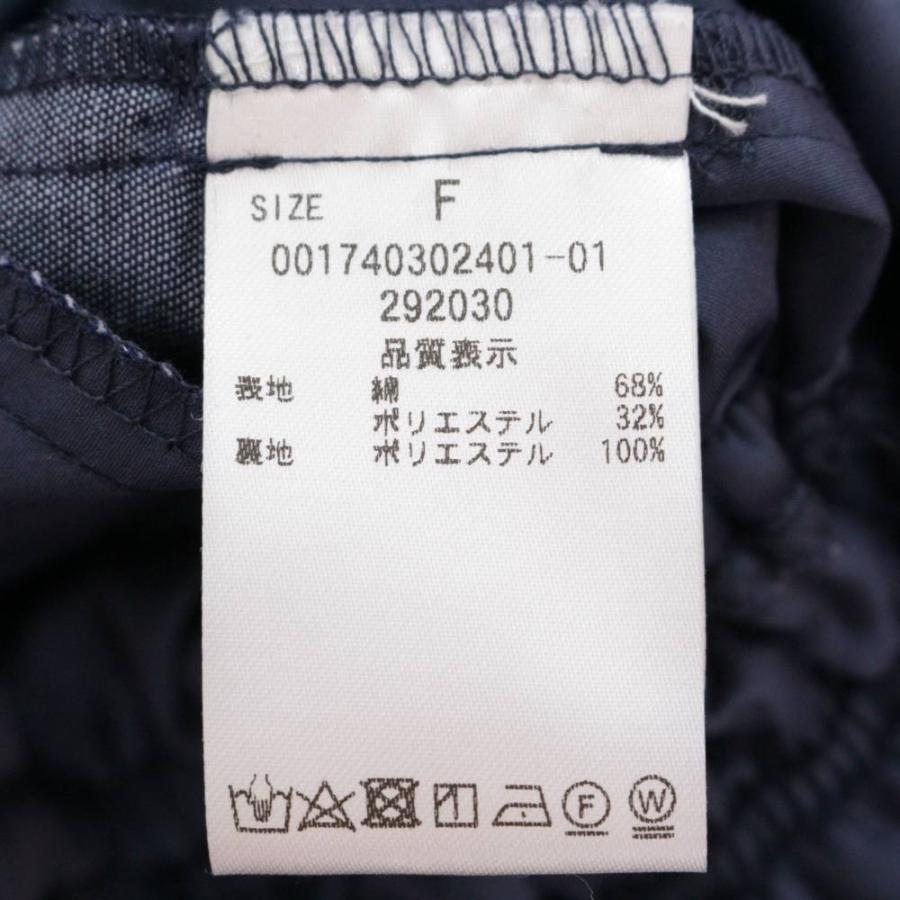 SIZE F
001740302401-01
292030
品質表示
表地 綿 68%
ポリエステル 32%
裏地 ポリエステル 100%
F W